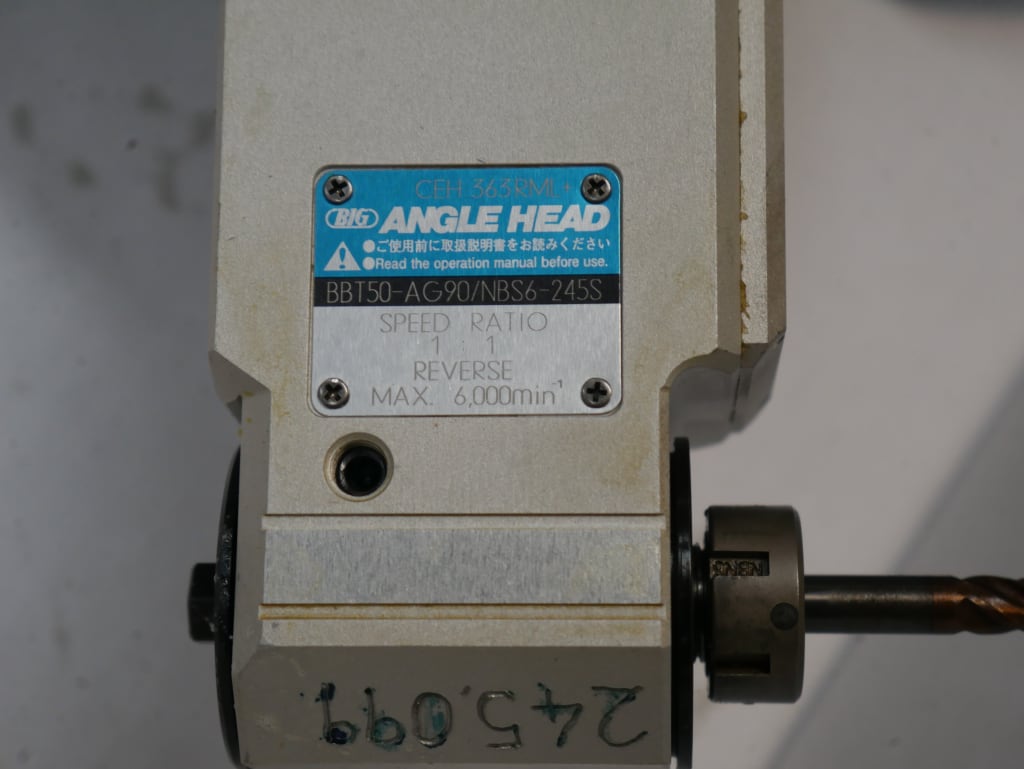 CEH 363RML+
BIG ANGLE HEAD
●ご使用前に取扱説明書をお読みください
●Read the operation manual before use.
BBT50-AG90/NBS6-245S
SPEED RATIO
1 : 1
REVERSE
MAX. 6,000min⁻¹
245.099